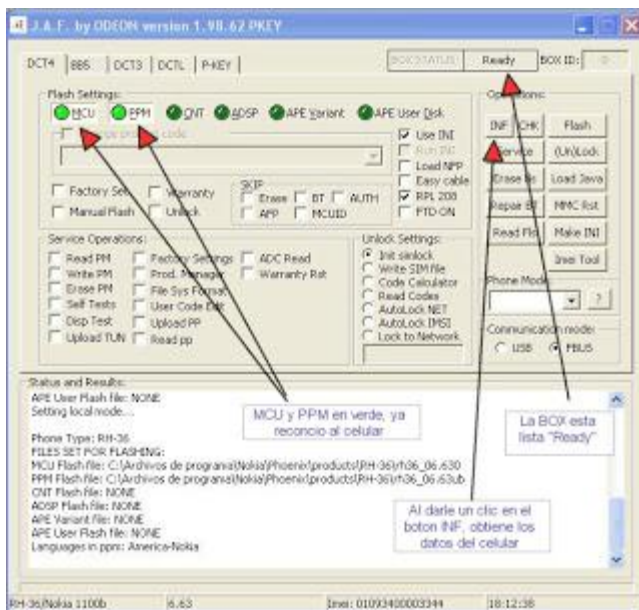 J.A.F. by ODEON version 1.98.62 PKEY
DCT4 BB5 DCT3 DCTL P-KEY
BOX STATUS Ready BOX ID: 0
Flash Settings: Operations:
MCU PPM CNT ADSP APE Variant APE User Disk
INF CHK Flash
code Use INI
Run INI
Load NFP
Easy cable
RPL 208
FTD-ON
Service (Un)Lock
Erase Load Java
Repair MMC Rst
Read Fls Make INI
Imei Tool
Factory Set Warranty
Manual Flash Unlock
SKIP
Erase BT AUTH
APP MCUID
Service Operations:
Read PM Factory Settings ADC Read
Write PM Prod. Manager Warranty Rst
Erase PM File Sys Format
Self Tests User Code Edit
Disp Test Upload PP
Upload TUN Read pp
Unlock Settings:
Init simlock
Write SIM file
Code Calculator
Read Codes
AutoLock NET
AutoLock IMSI
Lock to Network
Phone
?
Communication mode:
USB FBUS
Status and Results:
APE User Flash file: NONE
Setting local mode...
Phone Type: RH-36
FILES SET FOR FLASHING:
MCU Flash file: C:\Archivos de programa\Nokia\Phoenix\products\RH-36\rh36_06.630
PPM Flash file: C:\Archivos de programa\Nokia\Phoenix\products\RH-36\rh36_06.63ub
CNT Flash file: NONE
ADSP Flash file: NONE
APE Variant file: NONE
APE User Flash file: NONE
Languages in ppm: America-Nokia
MCU y PPM en verde, ya
reconcio al celular
La BOX esta
lista "Ready"
Al darle un clic en el
boton INF, obtiene los
datos del celular
RH-36/Nokia 1100b 6.63 Imei: 01093400003344 18:12:38